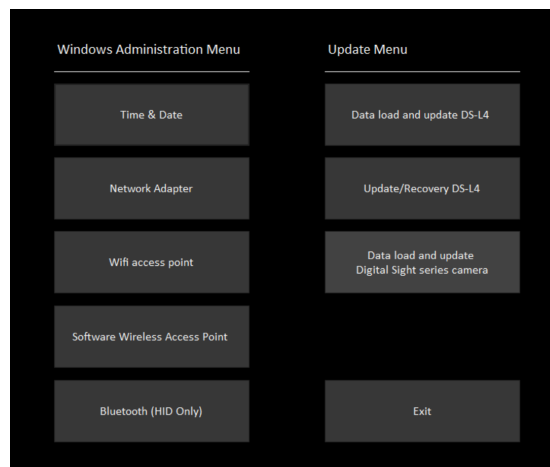 Windows Administration Menu
Time & Date
Network Adapter
Wifi access point
Software Wireless Access Point
Bluetooth (HID Only)
Update Menu
Data load and update DS-L4
Update/Recovery DS-L4
Data load and update
Digital Sight series camera
Exit